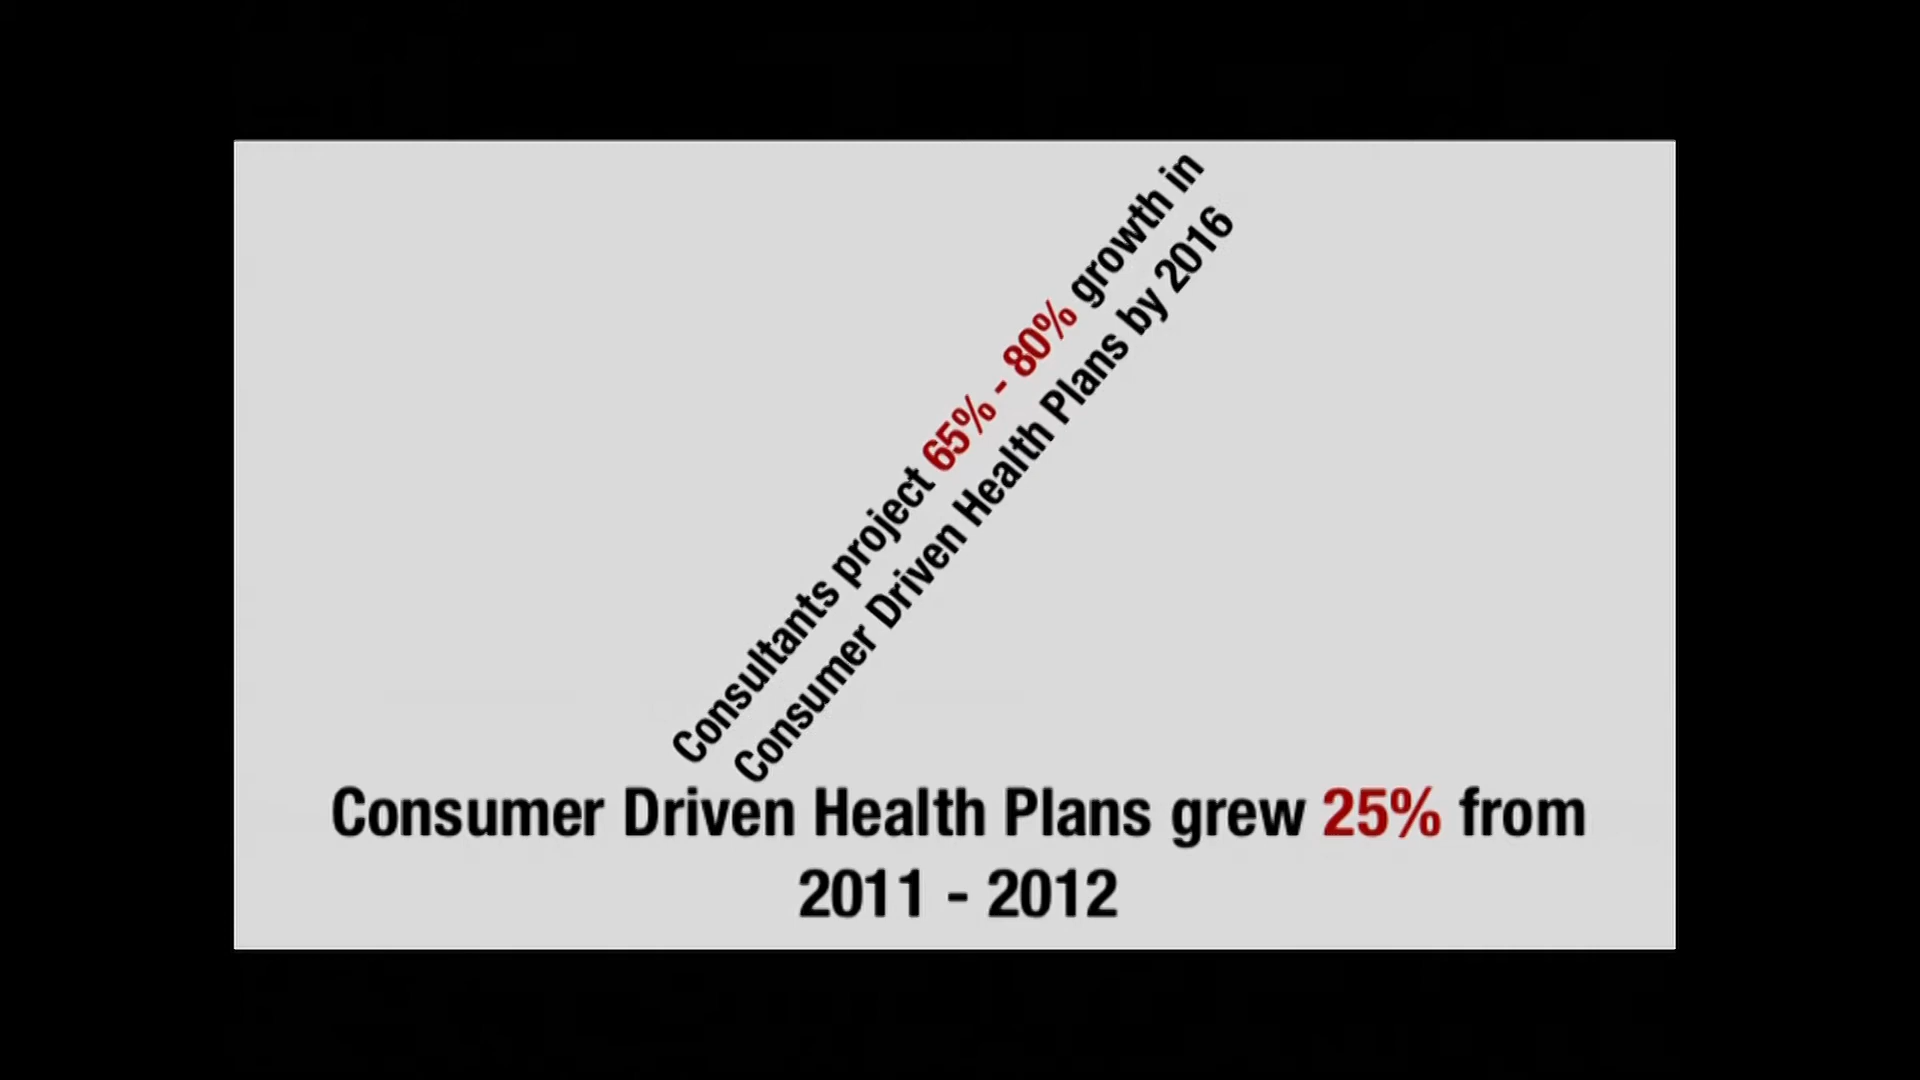 Consultants project 65% - 80% growth in
Consumer Driven Health Plans by 2016
Consumer Driven Health Plans grew 25% from
2011 - 2012